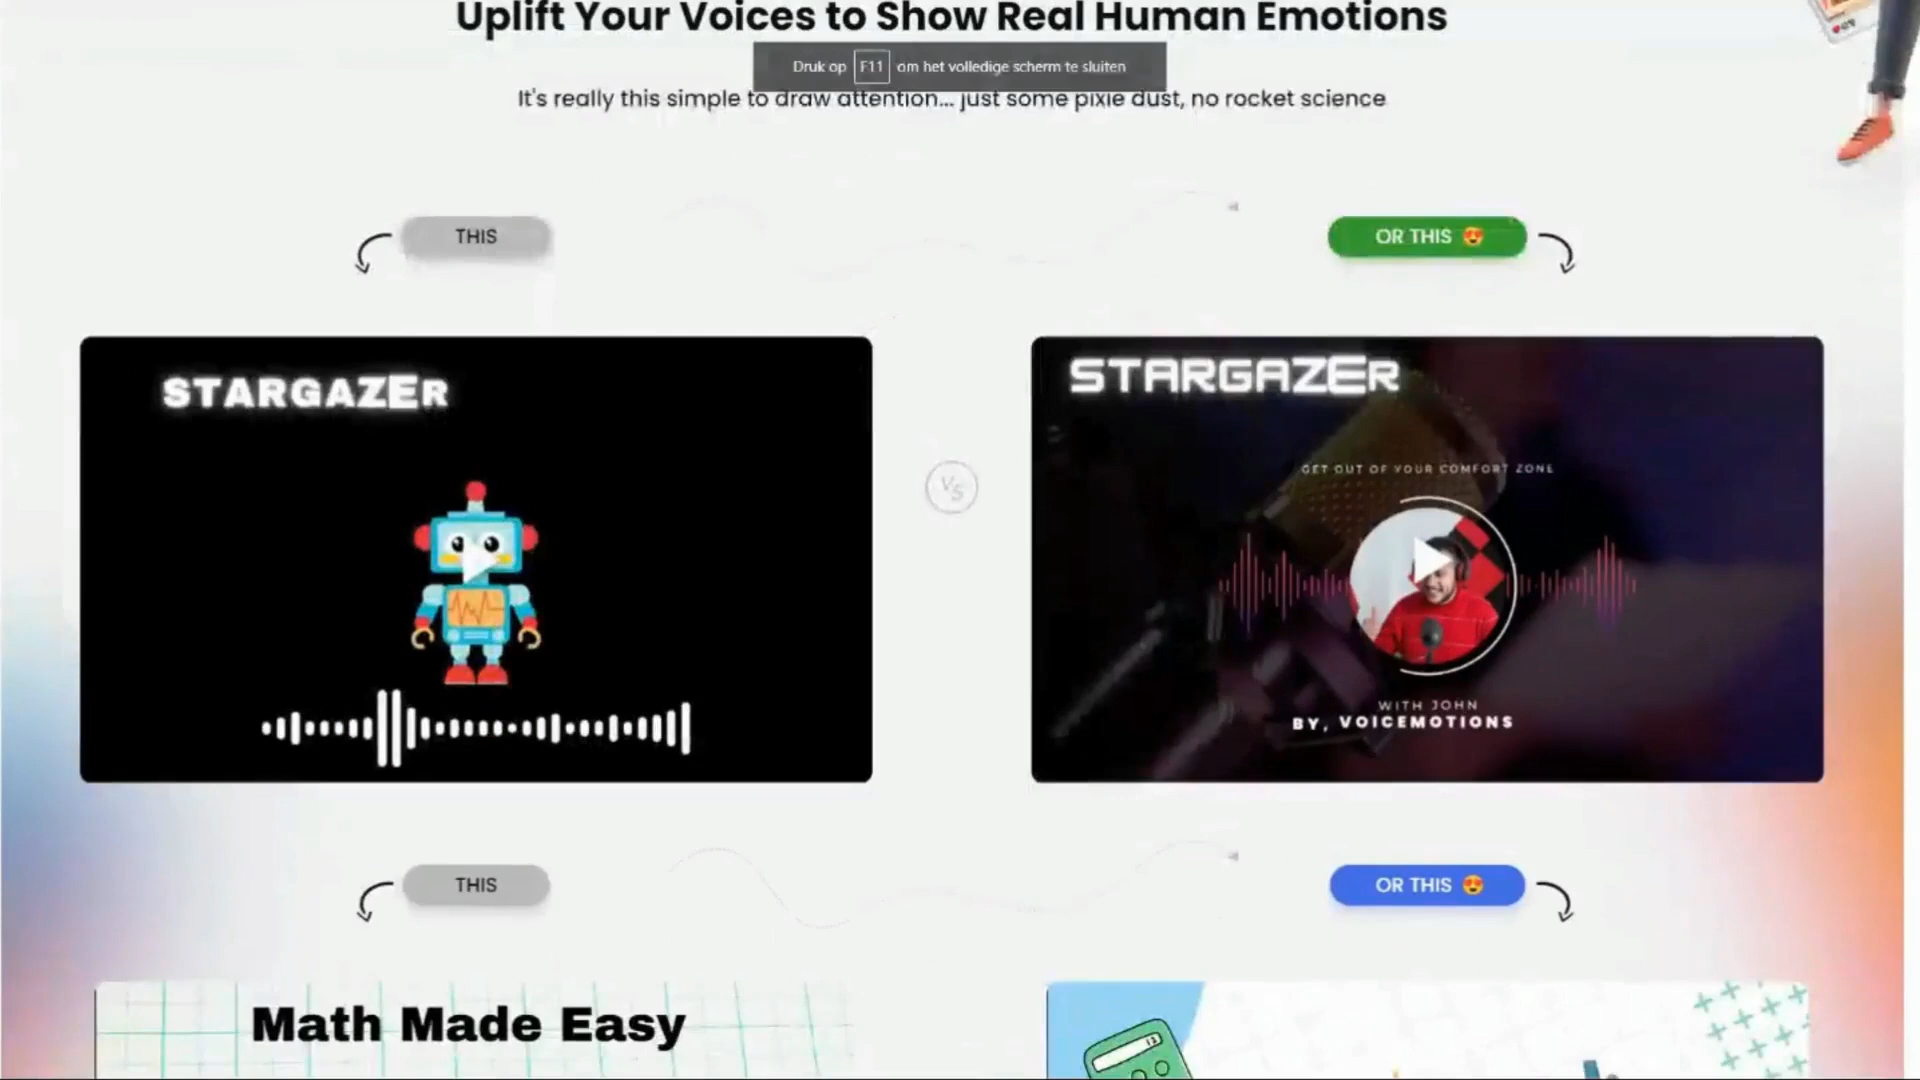 Uplift Your Voices to Show Real Human Emotions
Druk op F11 om het volledige scherm te sluiten
It's really this simple to draw attention... just some pixie dust, no rocket science
THIS
OR THIS 😍
STARGAZER
STARGAZER
GET OUT OF YOUR COMFORT ZONE
VS
WITH JOHN
BY, VOICEMOTIONS
THIS
OR THIS 😍
Math Made Easy